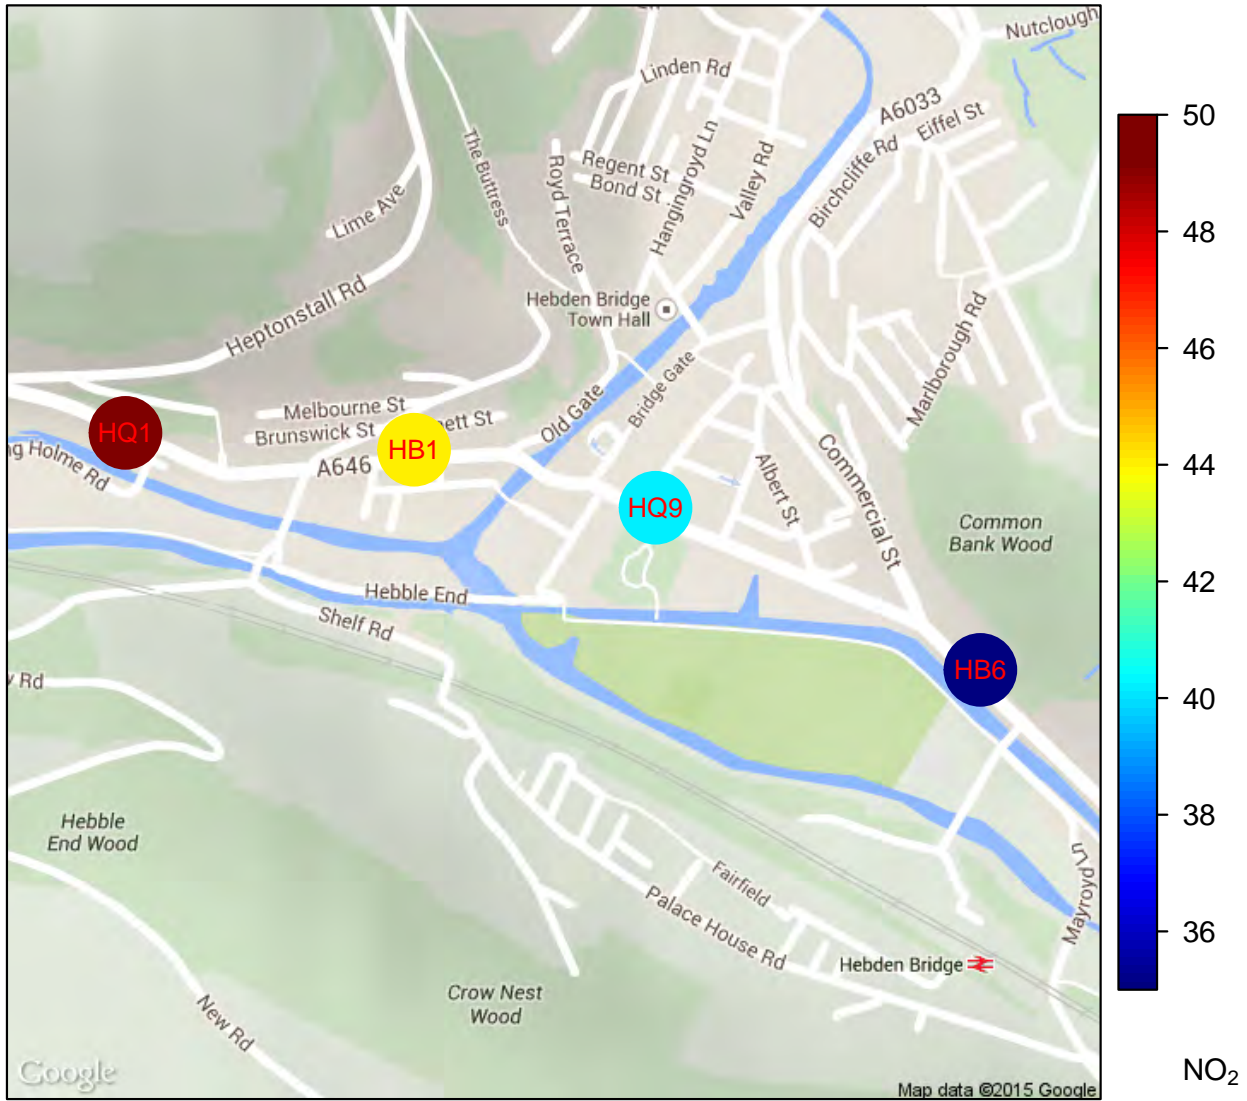 Nutclough
Linden Rd
A6033
Eiffel St
The Buttress
Royd Terrace
Regent St
Bond St
Hangingroyd Ln
Valley Rd
Birchcliffe Rd
Lime Ave
Heptonstall Rd
Hebden Bridge
Town Hall
Marlborough Rd
Bridge Gate
Old Gate
Melbourne St
Brunswick St
nett St
HQ1
HB1
A646
ng Holme Rd
HQ9
Albert St
Commercial St
Common
Bank Wood
Hebble End
Shelf Rd
HB6
y Rd
Hebble
End Wood
Fairfield
Palace House Rd
Mayroyd Ln
Hebden Bridge
Crow Nest
Wood
New Rd
Google
Map data ©2015 Google
50
48
46
44
42
40
38
36
NO₂